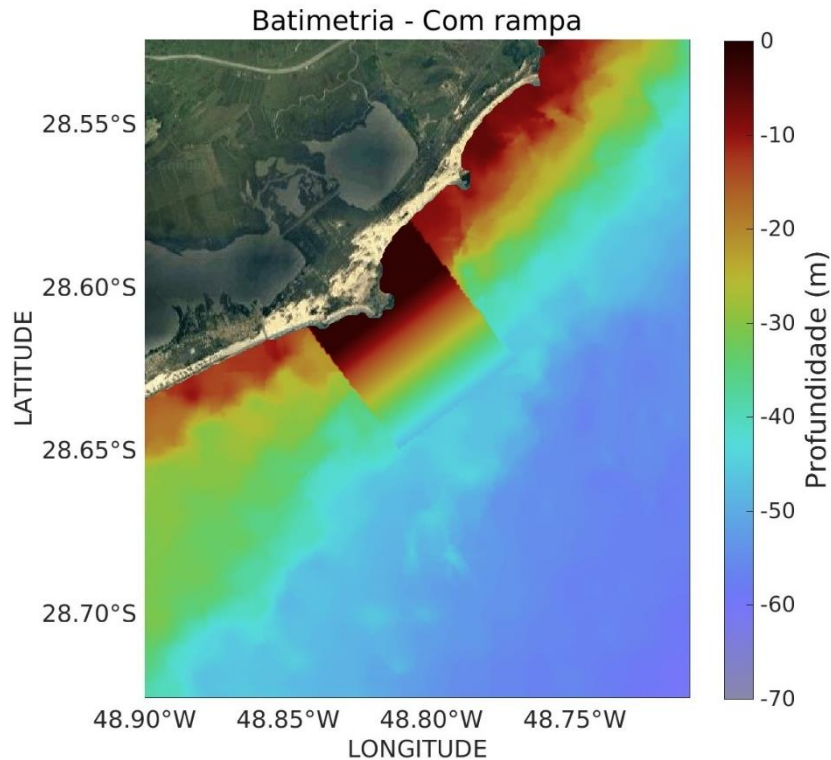 Batimetria - Com rampa
LATITUDE
28.55°S
28.60°S
28.65°S
28.70°S
48.90°W 48.85°W 48.80°W 48.75°W
LONGITUDE
0
-10
-20
-30
-40
-50
-60
-70
Profundidade (m)